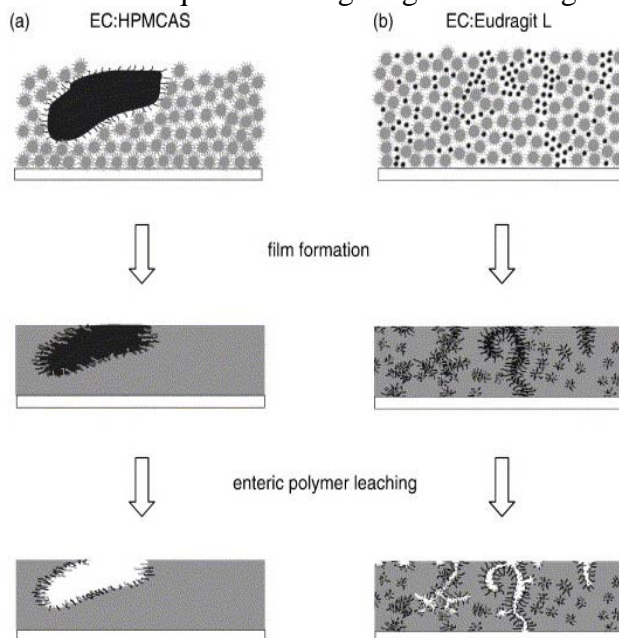 (a) EC:HPMCAS (b) EC:Eudragit L
film formation
enteric polymer leaching